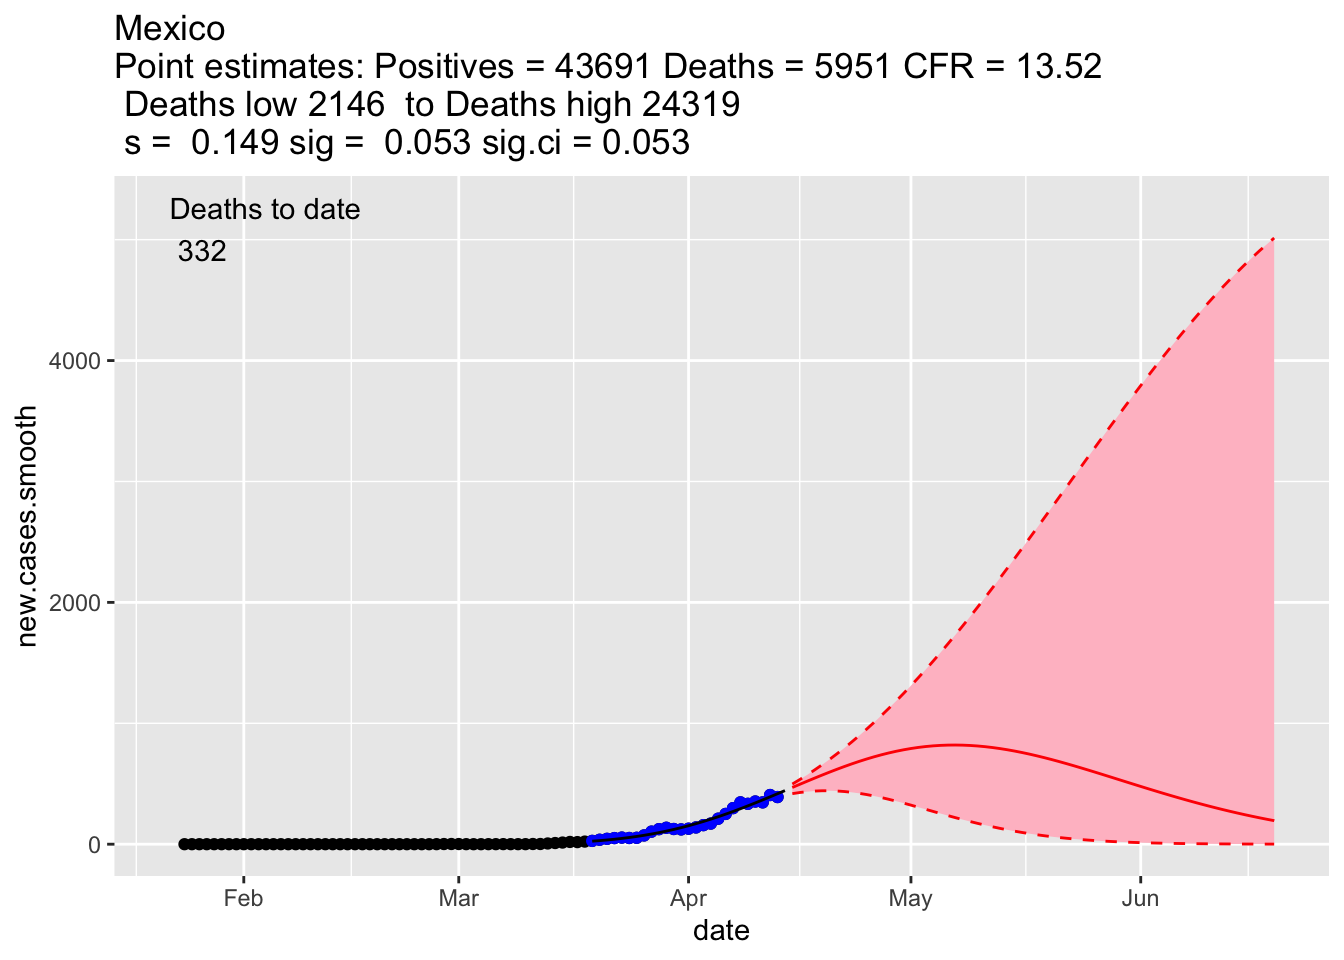 Mexico
Point estimates: Positives = 43691 Deaths = 5951 CFR = 13.52
Deaths low 2146  to Deaths high 24319
s =  0.149 sig =  0.053 sig.ci = 0.053
Deaths to date
332
4000
2000
0
new.cases.smooth
Feb Mar Apr May Jun
date